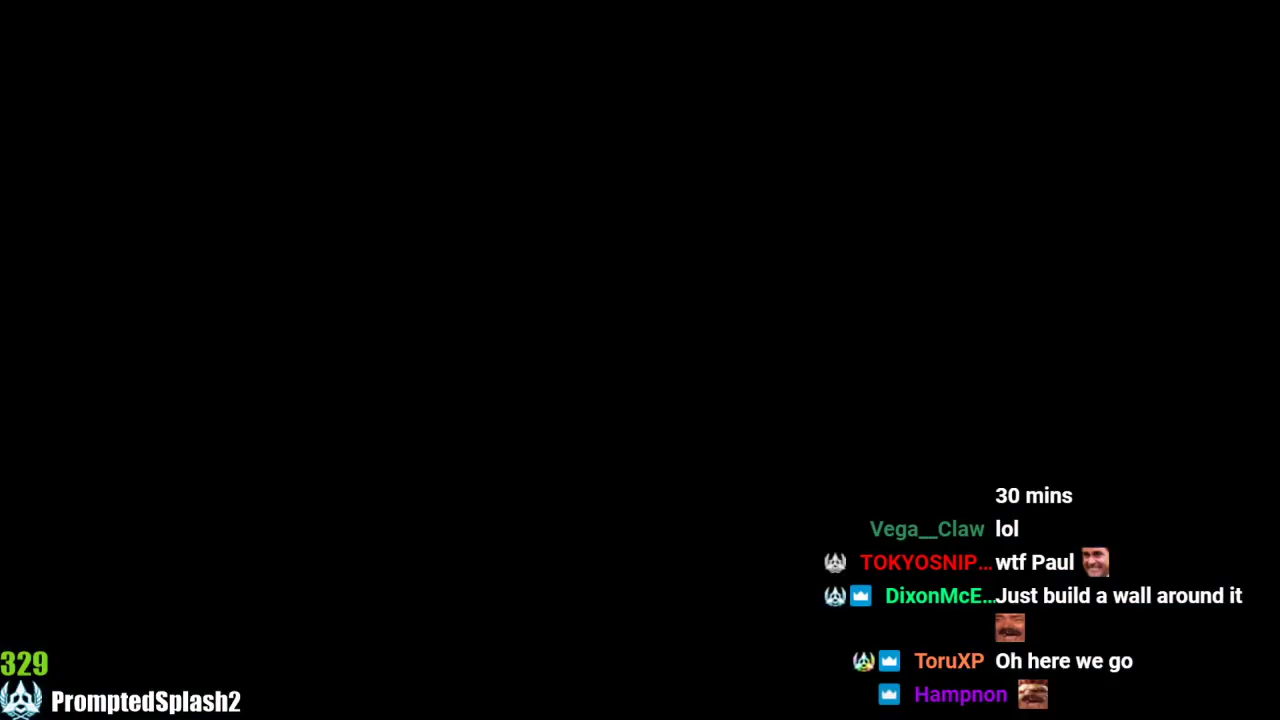 30 mins
Vega__Claw lol
TOKYOSNIP... wtf Paul
DixonMcE... Just build a wall around it
ToruXP Oh here we go
Hampnon
329
PromptedSplash2